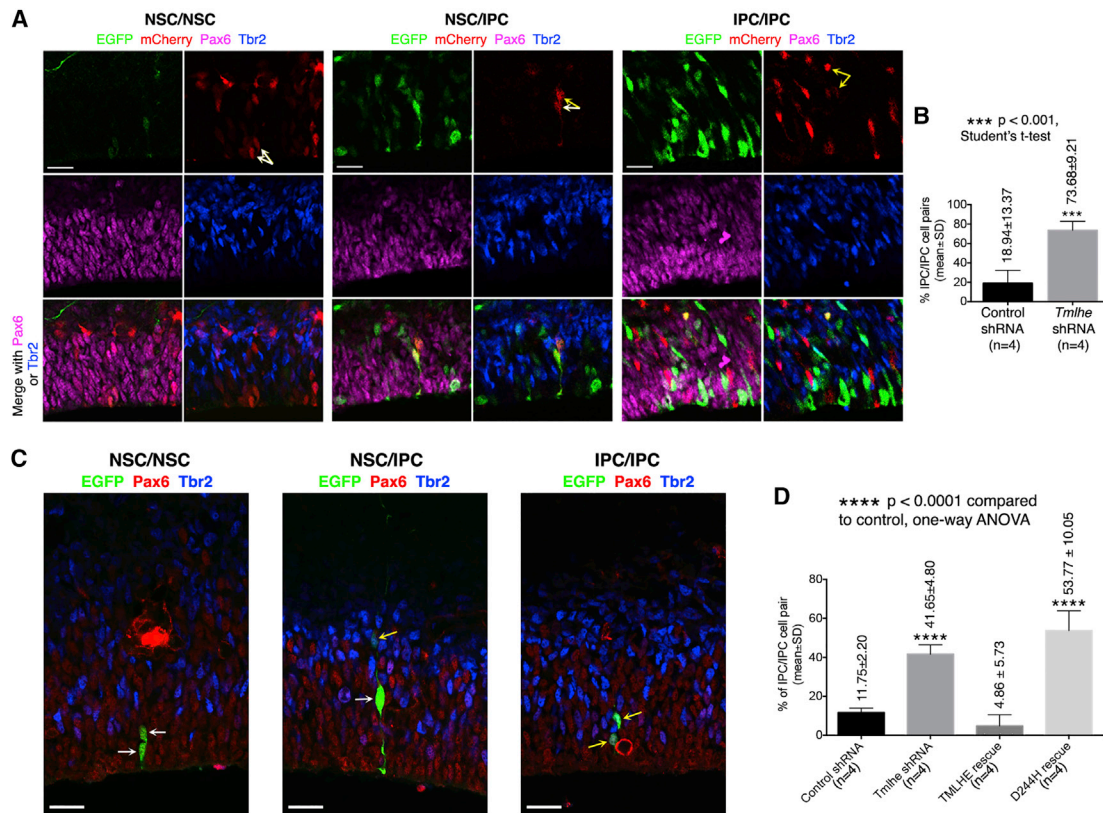 A
NSC/NSC
EGFP mCherry Pax6 Tbr2
NSC/IPC
EGFP mCherry Pax6 Tbr2
IPC/IPC
EGFP mCherry Pax6 Tbr2
Merge with Pax6
or Tbr2
B
*** p < 0.001,
Student's t-test
% IPC/IPC cell pairs
(mean±SD)
100
80
60
40
20
0
18.94±13.37
73.68±9.21
***
Control
shRNA
(n=4)
Tmlhe
shRNA
(n=4)
C
NSC/NSC
EGFP Pax6 Tbr2
NSC/IPC
EGFP Pax6 Tbr2
IPC/IPC
EGFP Pax6 Tbr2
D
**** p < 0.0001 compared
to control, one-way ANOVA
% of IPC/IPC cell pair
(mean±SD)
60
40
20
0
11.75±2.20
41.65±4.80
****
4.86 ± 5.73
53.77 ± 10.05
****
Control shRNA
(n=4)
Tmlhe shRNA
(n=4)
TMLHE rescue
(n=4)
D244H rescue
(n=4)